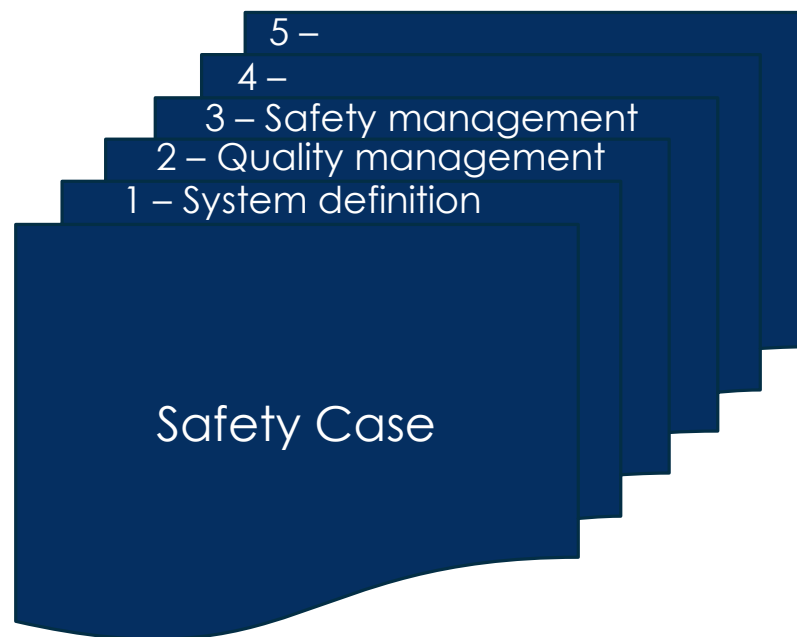 5 –
4 –
3 – Safety management
2 – Quality management
1 – System definition
Safety Case